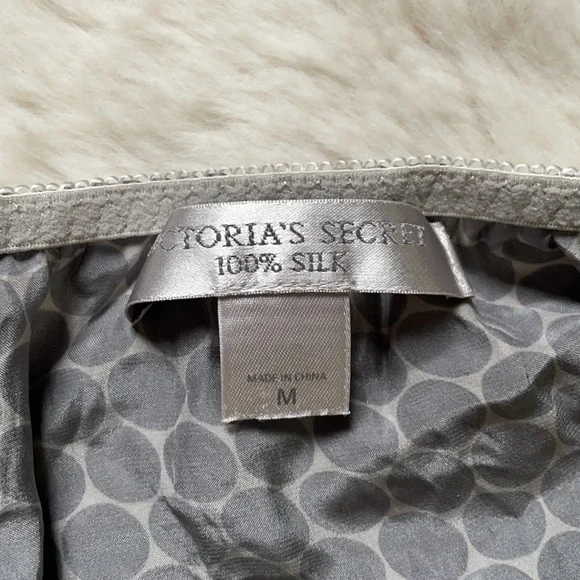 CTORIA'S SECRET
100% SILK
MADE IN CHINA
M